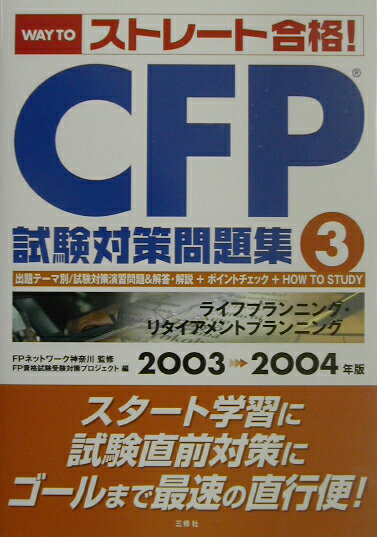 WAY TO ストレート合格!
CFP®
試験対策問題集 3
出題テーマ別/試験対策演習問題&解答・解説 + ポイントチェック + HOW TO STUDY
ライフプランニング・
リタイアメントプランニング
FPネットワーク神奈川 監修
FP資格試験受験対策プロジェクト 編
2003 2004年版
スタート学習に
試験直前対策に
ゴールまで最速の直行便!
三修社